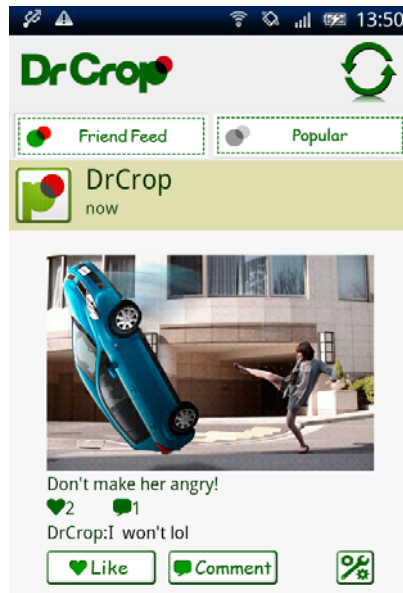 13:50
DrCrop
Friend Feed
Popular
DrCrop
now
Don't make her angry!
2 1
DrCrop:I won't lol
Like Comment